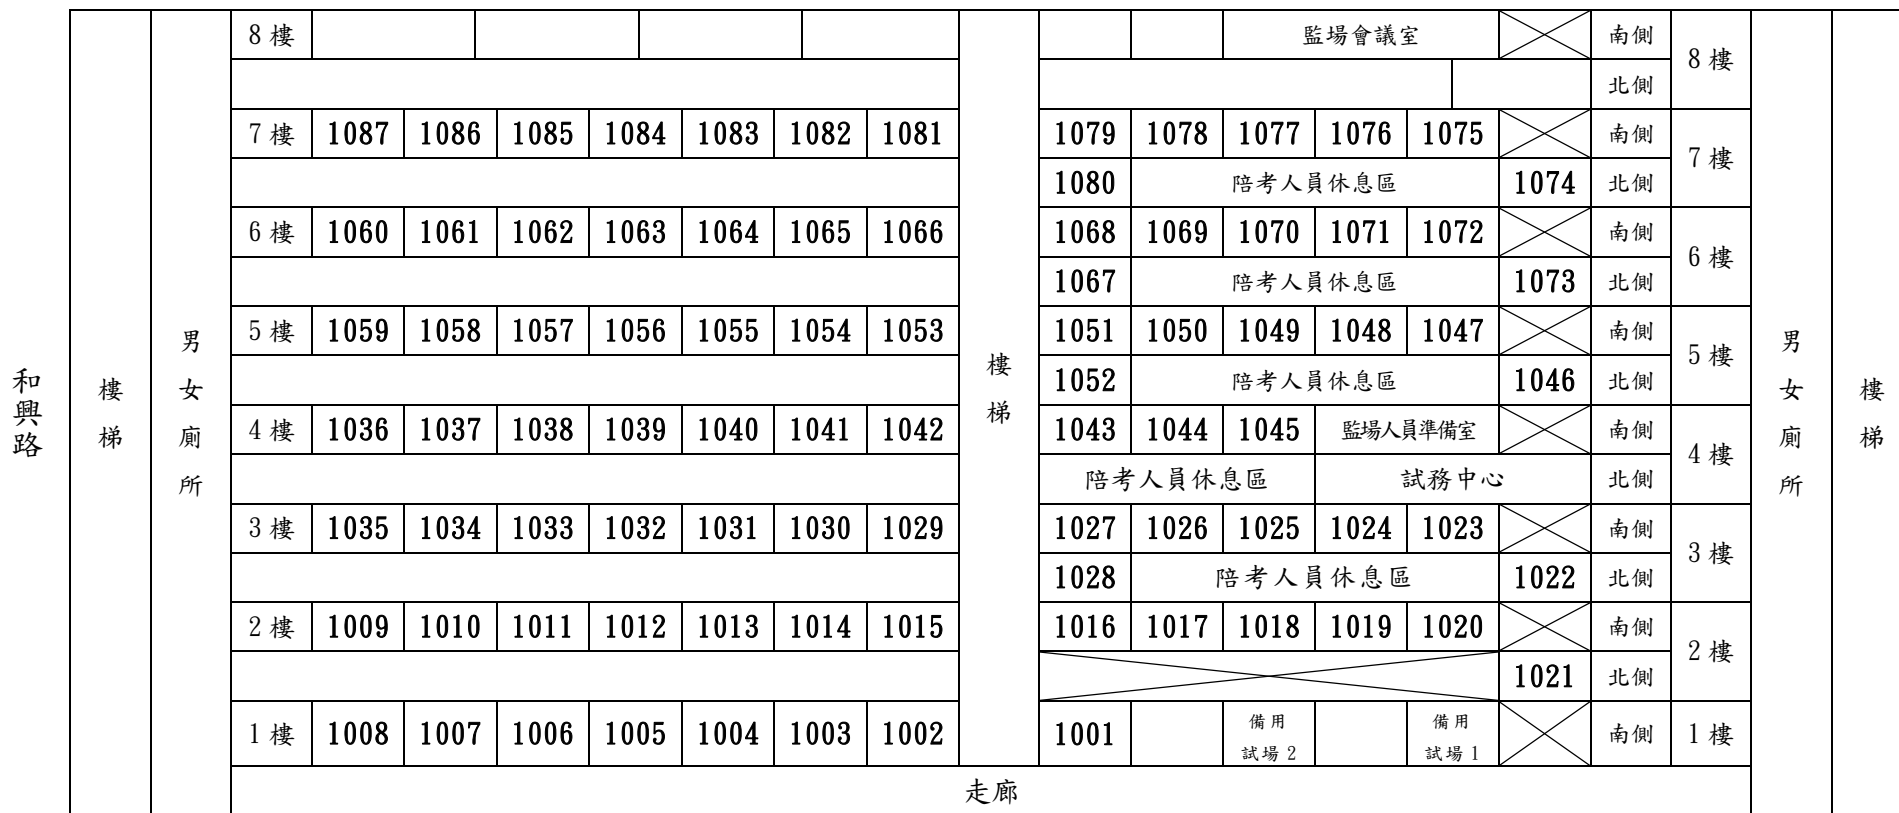 8樓 監場會議室 南側
8樓
北側
7樓 1087 1086 1085 1084 1083 1082 1081 1079 1078 1077 1076 1075 南側
7樓
1080 陪考人員休息區 1074 北側
6樓 1060 1061 1062 1063 1064 1065 1066 1068 1069 1070 1071 1072 南側
6樓
1067 陪考人員休息區 1073 北側
5樓 1059 1058 1057 1056 1055 1054 1053 1051 1050 1049 1048 1047 南側
5樓
1052 陪考人員休息區 1046 北側
4樓 1036 1037 1038 1039 1040 1041 1042 1043 1044 1045 監場人員準備室 南側
4樓
陪考人員休息區 試務中心 北側
3樓 1035 1034 1033 1032 1031 1030 1029 1027 1026 1025 1024 1023 南側
3樓
1028 陪考人員休息區 1022 北側
2樓 1009 1010 1011 1012 1013 1014 1015 1016 1017 1018 1019 1020 南側
2樓
1021 北側
1樓 1008 1007 1006 1005 1004 1003 1002 1001 備用試場2 備用試場1 南側 1樓
走廊
和興路
樓梯
男女廁所
樓梯
男女廁所
樓梯